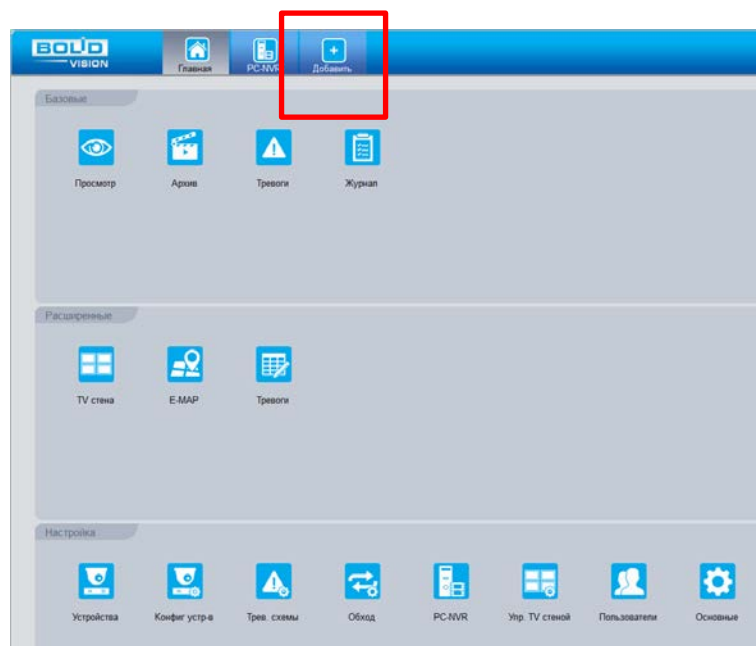 BOLID
VISION
Главная
PC-NVR
Добавить
Базовые
Просмотр
Архив
Тревоги
Журнал
Расширенные
TV стена
E-MAP
Тревоги
Настройка
Устройства
Конфиг устр-в
Трев. схемы
Обход
PC-NVR
Упр. TV стеной
Пользователи
Основные